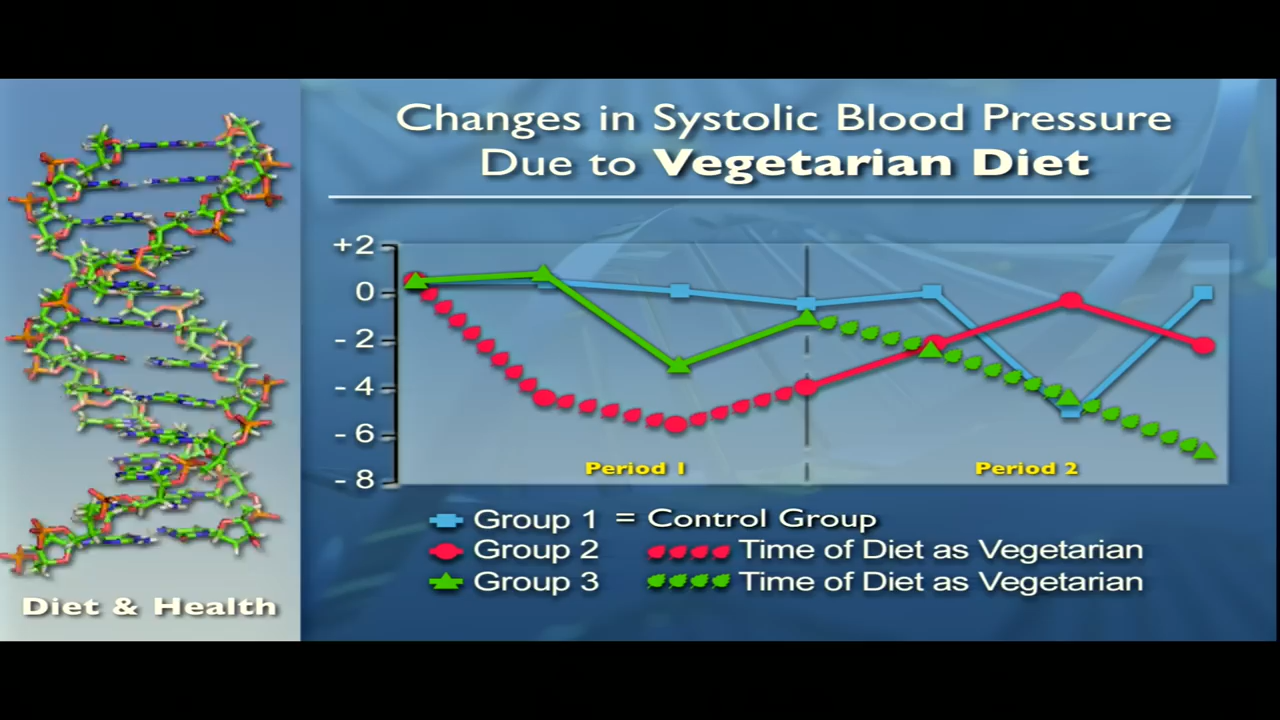 Changes in Systolic Blood Pressure
Due to Vegetarian Diet
+2
0
- 2
- 4
- 6
- 8
Period 1
Period 2
Group 1 = Control Group
Group 2 Time of Diet as Vegetarian
Group 3 Time of Diet as Vegetarian
Diet & Health